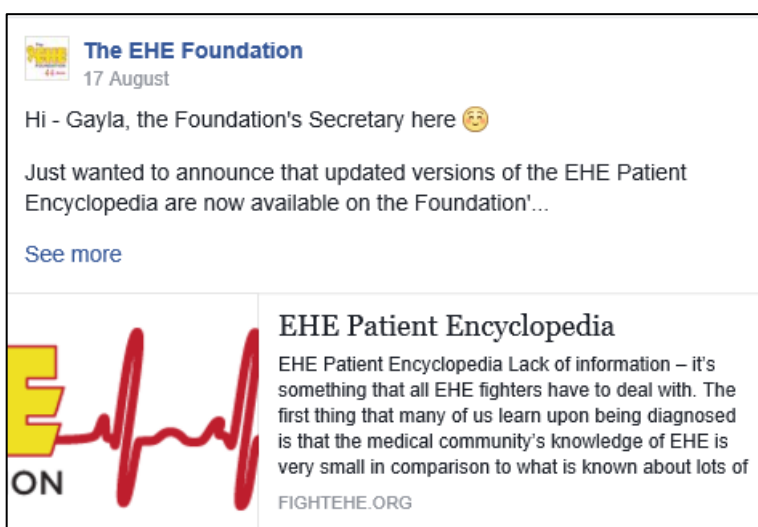 The EHE Foundation
17 August
Hi - Gayla, the Foundation's Secretary here ☺️
Just wanted to announce that updated versions of the EHE Patient
Encyclopedia are now available on the Foundation'...
See more
E
ON
EHE Patient Encyclopedia
EHE Patient Encyclopedia Lack of information – it's
something that all EHE fighters have to deal with. The
first thing that many of us learn upon being diagnosed
is that the medical community's knowledge of EHE is
very small in comparison to what is known about lots of
FIGHTEHE.ORG